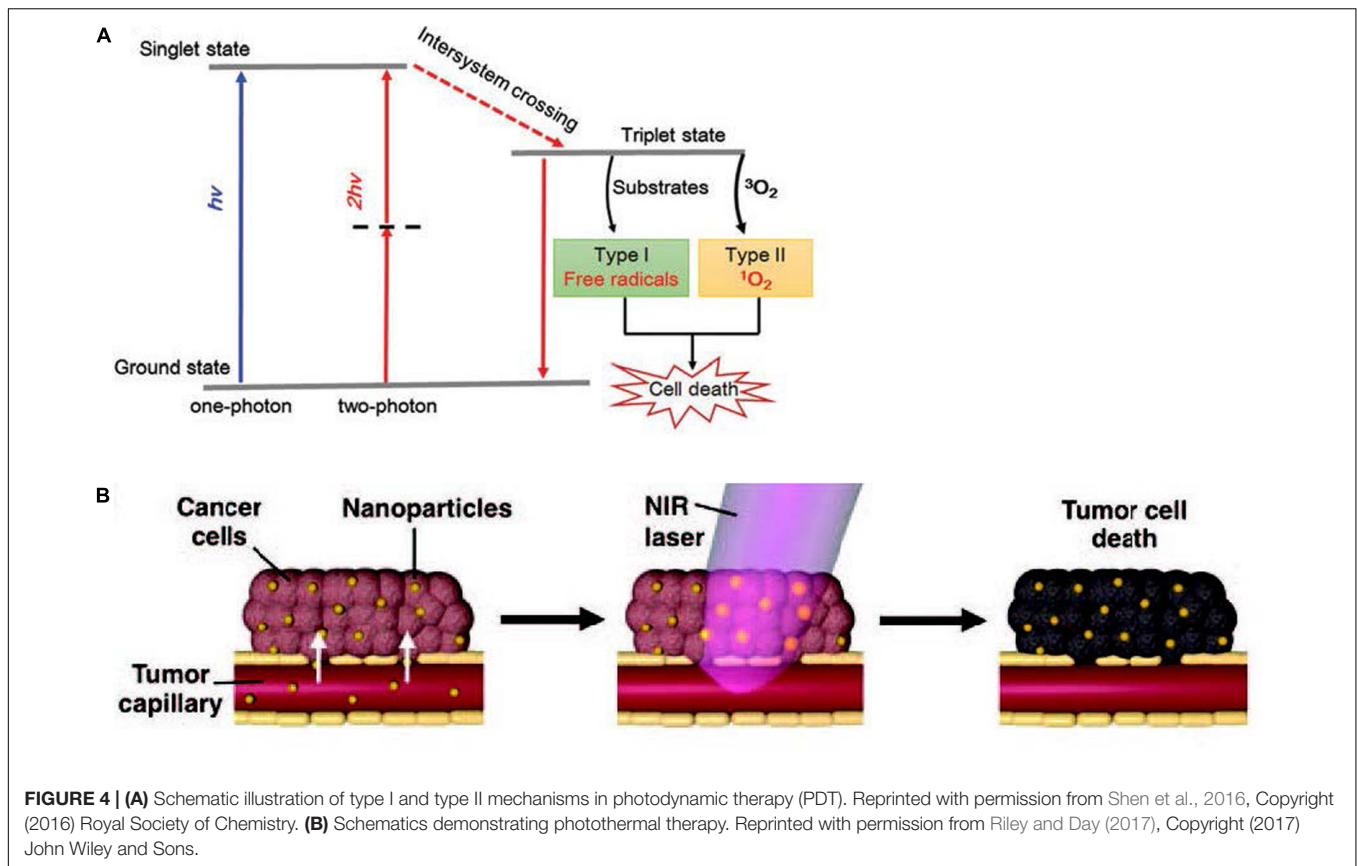 A
Singlet state
Intersystem crossing
Triplet state
hν
2hν
Substrates
³O₂
Type I
Free radicals
Type II
¹O₂
Ground state
Cell death
one-photon
two-photon
B
Cancer
cells
Nanoparticles
Tumor
capillary
NIR
laser
Tumor cell
death
FIGURE 4 | (A) Schematic illustration of type I and type II mechanisms in photodynamic therapy (PDT). Reprinted with permission from Shen et al., 2016, Copyright
(2016) Royal Society of Chemistry. (B) Schematics demonstrating photothermal therapy. Reprinted with permission from Riley and Day (2017), Copyright (2017)
John Wiley and Sons.